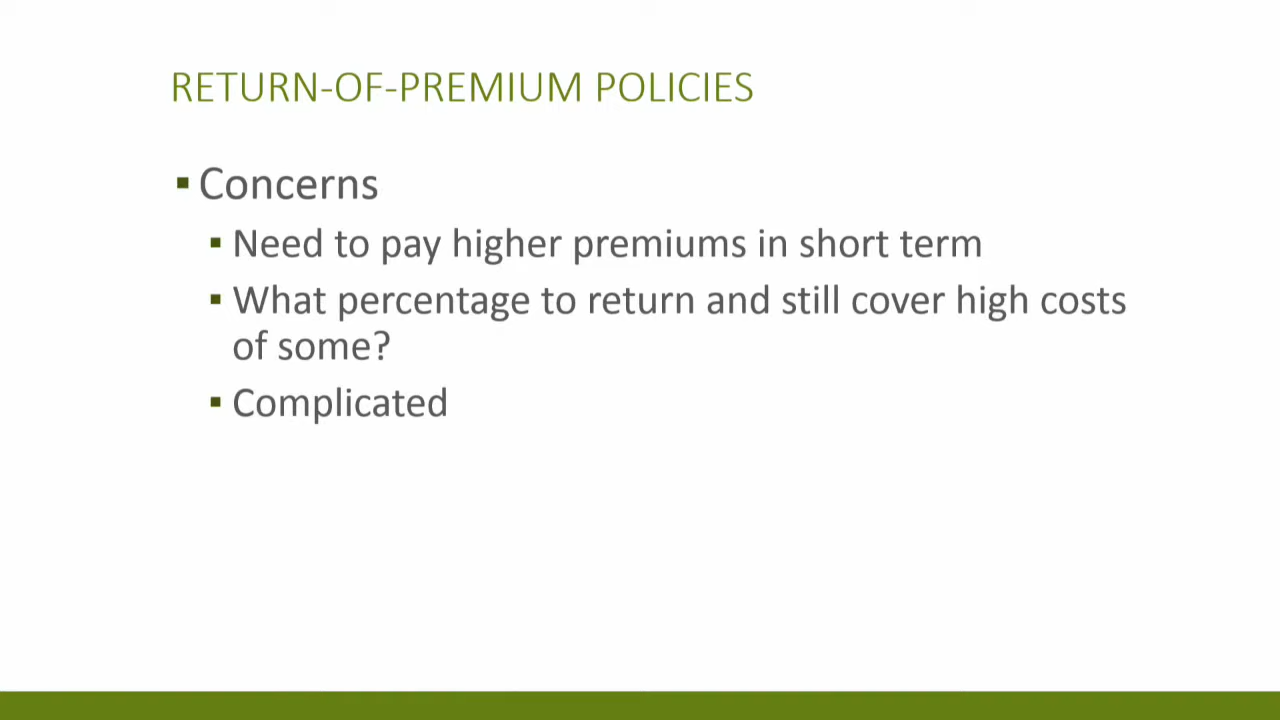 RETURN-OF-PREMIUM POLICIES
▪ Concerns
▪ Need to pay higher premiums in short term
▪ What percentage to return and still cover high costs
of some?
▪ Complicated